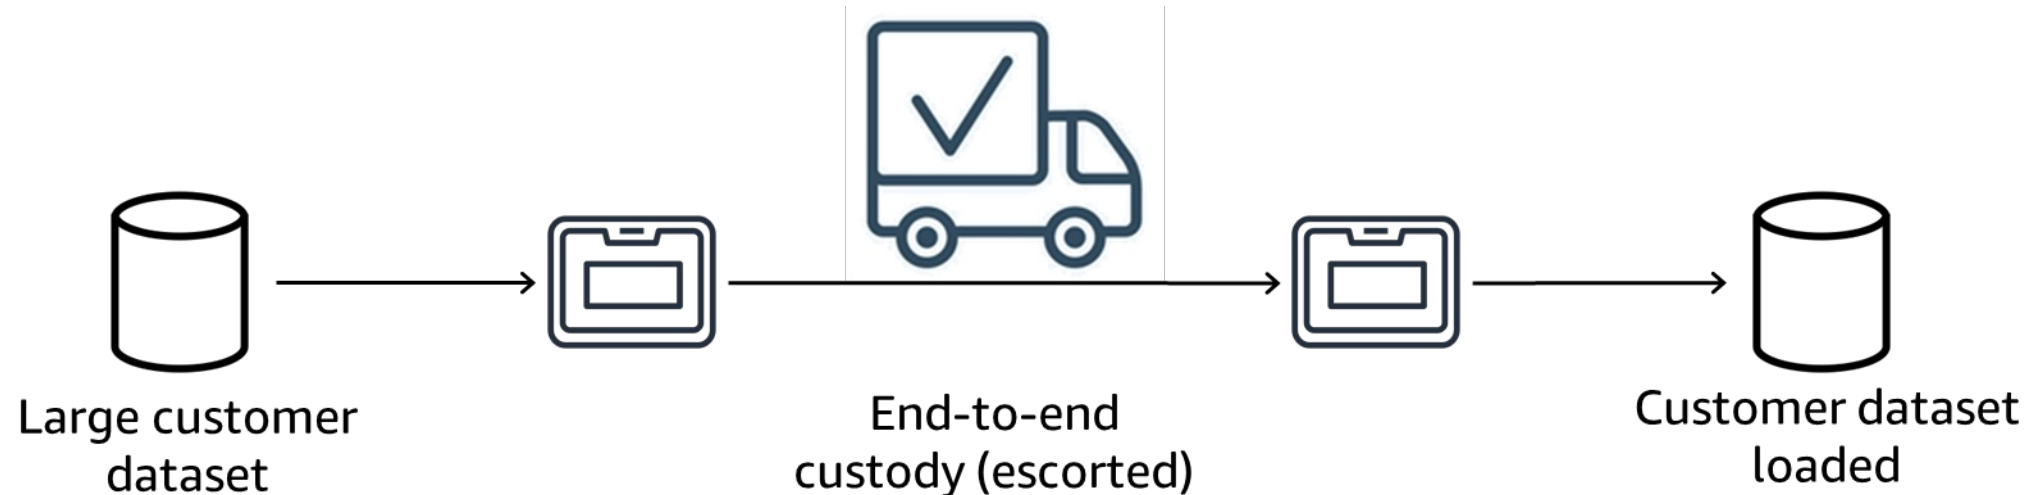 Large customer
dataset
End-to-end
custody (escorted)
Customer dataset
loaded